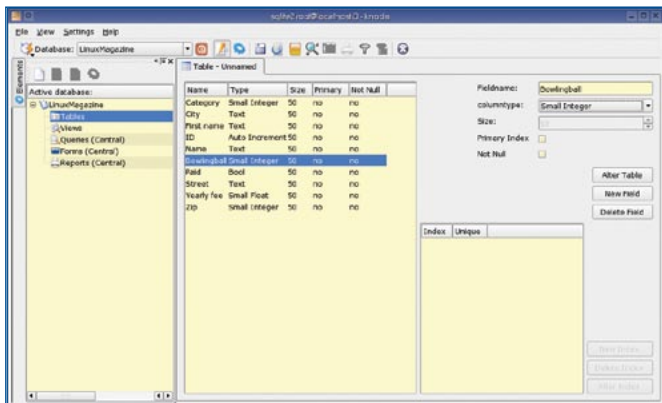 sqlite2:root@localhost:0 - knoda
File View Settings Help
Database: LinuxMagazine
Elements
Active database:
LinuxMagazine
Tables
Views
Queries (Central)
Forms (Central)
Reports (Central)
Table - Unnamed
Name Type Size Primary Not Null
Category Small Integer 50 no no
City Text 50 no no
First name Text 50 no no
ID Auto Increment 50 no no
Name Text 50 no no
Bowlingball Small Integer 50 no no
Paid Bool 50 no no
Street Text 50 no no
Yearly fee Small Float 50 no no
Zip Small Integer 50 no no
Fieldname: Bowlingball
columntype: Small Integer
Size:
Primary Index
Not Null
Alter Table
New Field
Delete Field
Index Unique
New Index
Delete Index
Alter Index